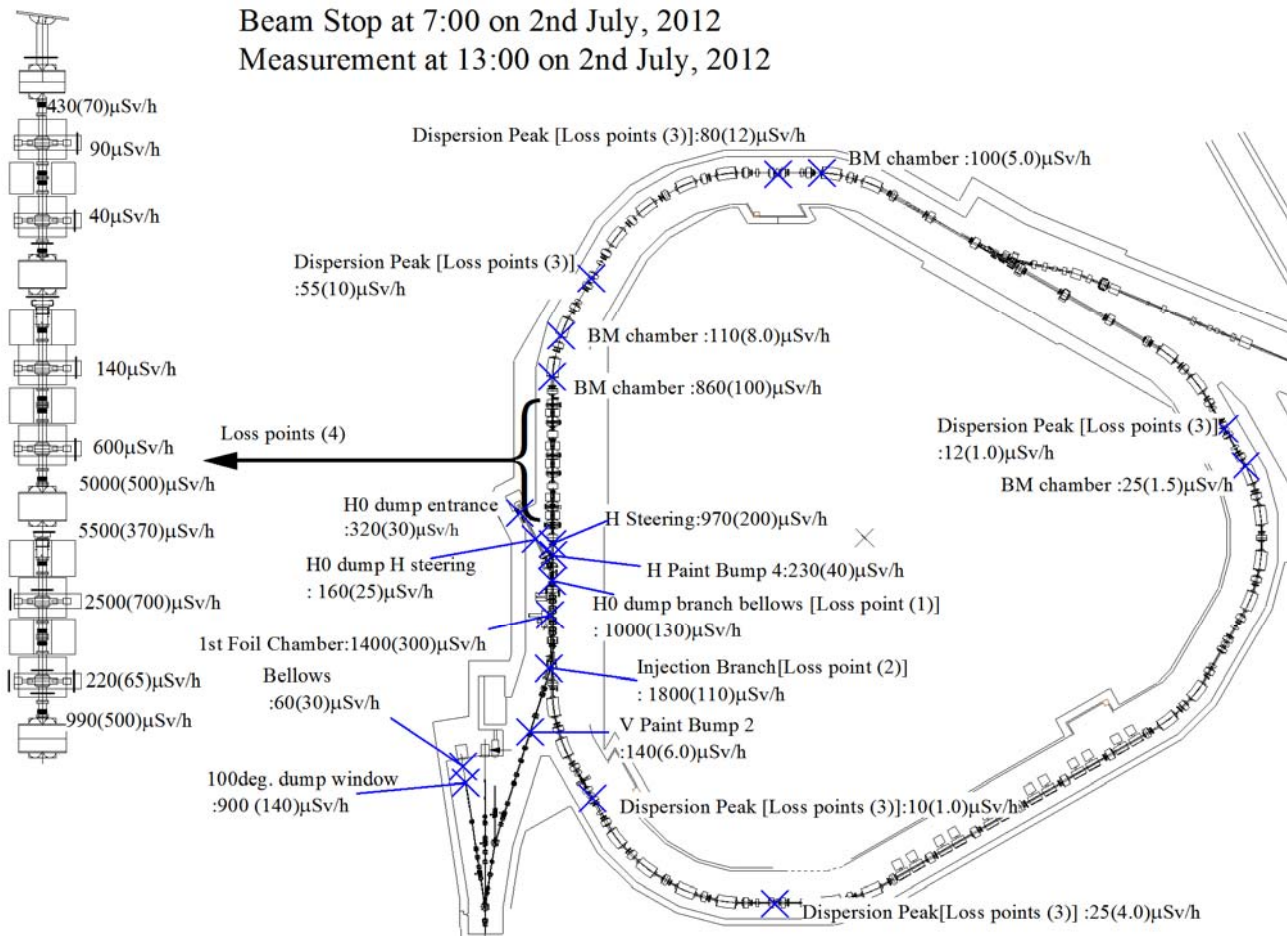 Beam Stop at 7:00 on 2nd July, 2012
Measurement at 13:00 on 2nd July, 2012
430(70)μSv/h
90μSv/h
40μSv/h
140μSv/h
600μSv/h
5000(500)μSv/h
5500(370)μSv/h
2500(700)μSv/h
220(65)μSv/h
990(500)μSv/h
Dispersion Peak [Loss points (3)]:80(12)μSv/h
BM chamber :100(5.0)μSv/h
Dispersion Peak [Loss points (3)]
:55(10)μSv/h
BM chamber :110(8.0)μSv/h
BM chamber :860(100)μSv/h
Loss points (4)
Dispersion Peak [Loss points (3)]
:12(1.0)μSv/h
BM chamber :25(1.5)μSv/h
H0 dump entrance
:320(30)μSv/h
H Steering:970(200)μSv/h
H0 dump H steering
: 160(25)μSv/h
H Paint Bump 4:230(40)μSv/h
H0 dump branch bellows [Loss point (1)]
: 1000(130)μSv/h
1st Foil Chamber:1400(300)μSv/h
Injection Branch[Loss point (2)]
: 1800(110)μSv/h
Bellows
:60(30)μSv/h
V Paint Bump 2
:140(6.0)μSv/h
100deg. dump window
:900 (140)μSv/h
Dispersion Peak [Loss points (3)]:10(1.0)μSv/h
Dispersion Peak[Loss points (3)] :25(4.0)μSv/h